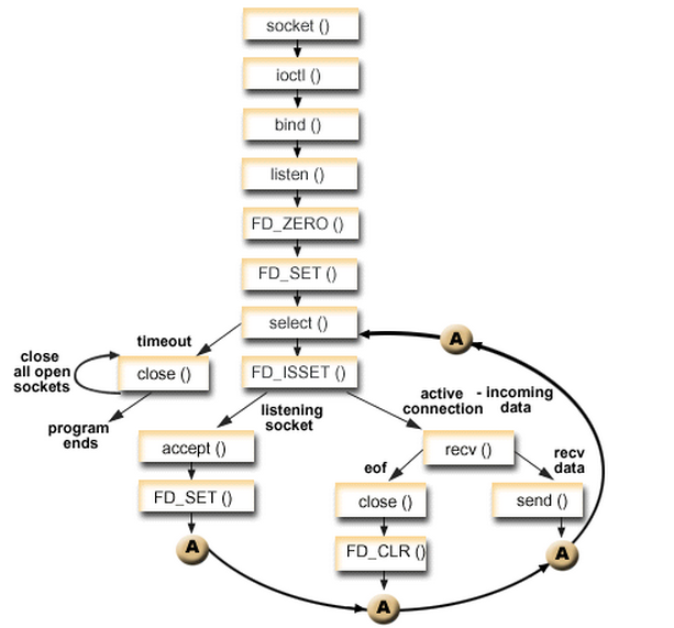 socket ()
ioctl ()
bind ()
listen ()
FD_ZERO ()
FD_SET ()
select ()
A
timeout
close
all open
sockets
close ()
FD_ISSET ()
program
ends
listening
socket
active
connection
- incoming
data
accept ()
recv ()
eof
recv
data
FD_SET ()
close ()
send ()
A
FD_CLR ()
A
A